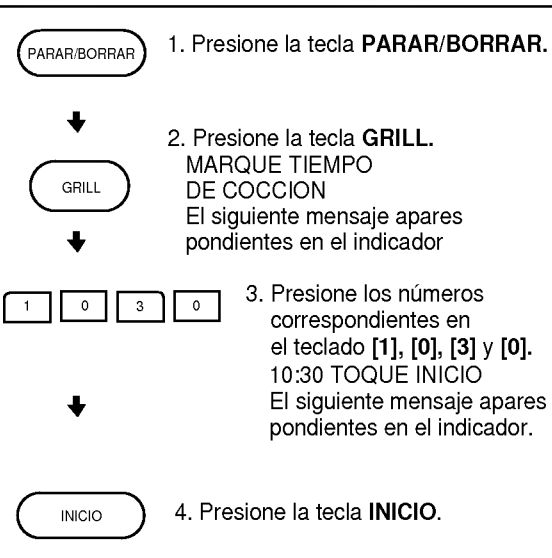 PARAR/BORRAR
1. Presione la tecla PARAR/BORRAR.
2. Presione la tecla GRILL.
MARQUE TIEMPO
DE COCCION
El siguiente mensaje apares
pondientes en el indicador
GRILL
1 0 3 0
3. Presione los números
correspondientes en
el teclado [1], [0], [3] y [0].
10:30 TOQUE INICIO
El siguiente mensaje apares
pondientes en el indicador.
INICIO
4. Presione la tecla INICIO.